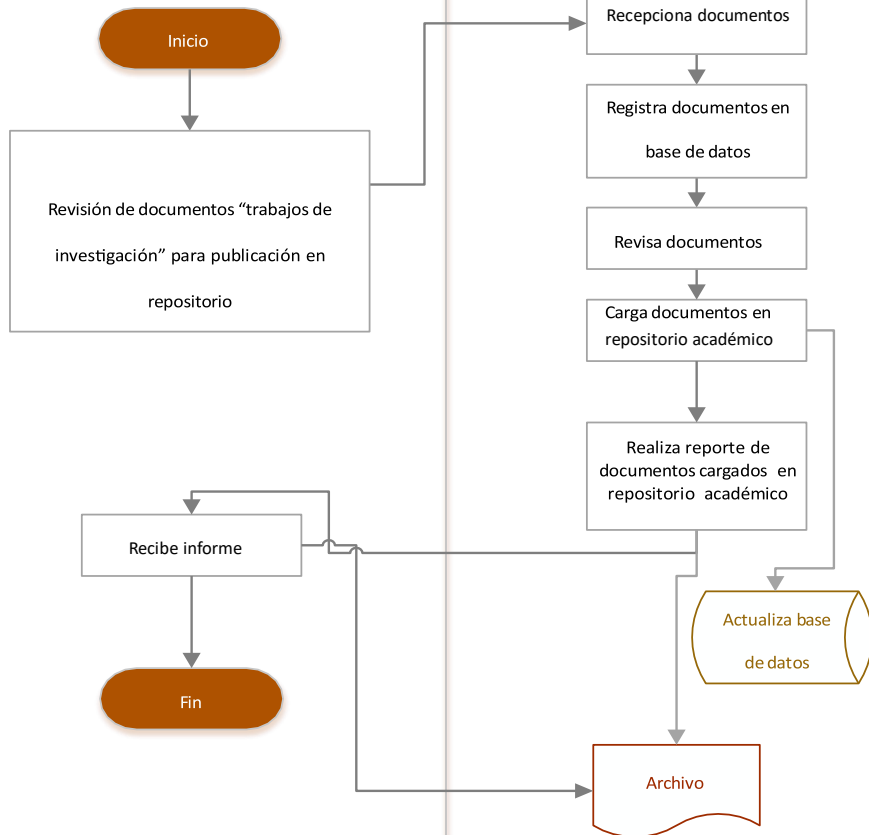 Inicio
Revisión de documentos “trabajos de
investigación” para publicación en
repositorio
Recepciona documentos
Registra documentos en
base de datos
Revisa documentos
Carga documentos en
repositorio académico
Realiza reporte de
documentos cargados en
repositorio académico
Recibe informe
Actualiza base
de datos
Fin
Archivo